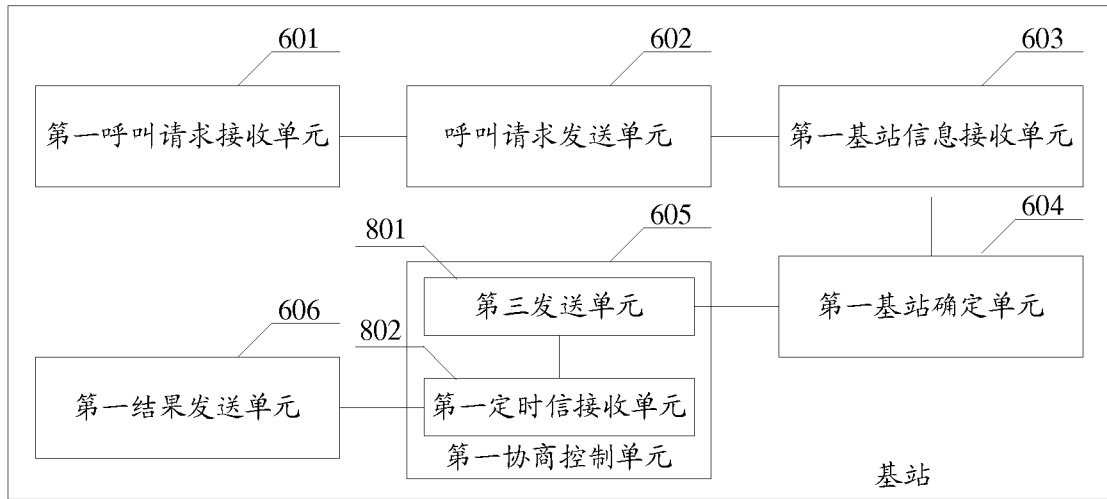 601
602
603
第一呼叫请求接收单元
呼叫请求发送单元
第一基站信息接收单元
605
604
801
第三发送单元
第一基站确定单元
606
802
第一结果发送单元
第一定时信接收单元
第一协商控制单元
基站